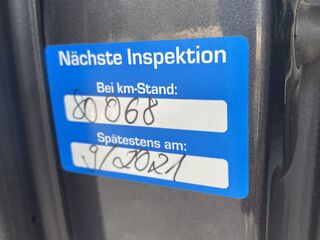 Nächste Inspektion
Bei km-Stand:
80068
Spätestens am:
9/2021